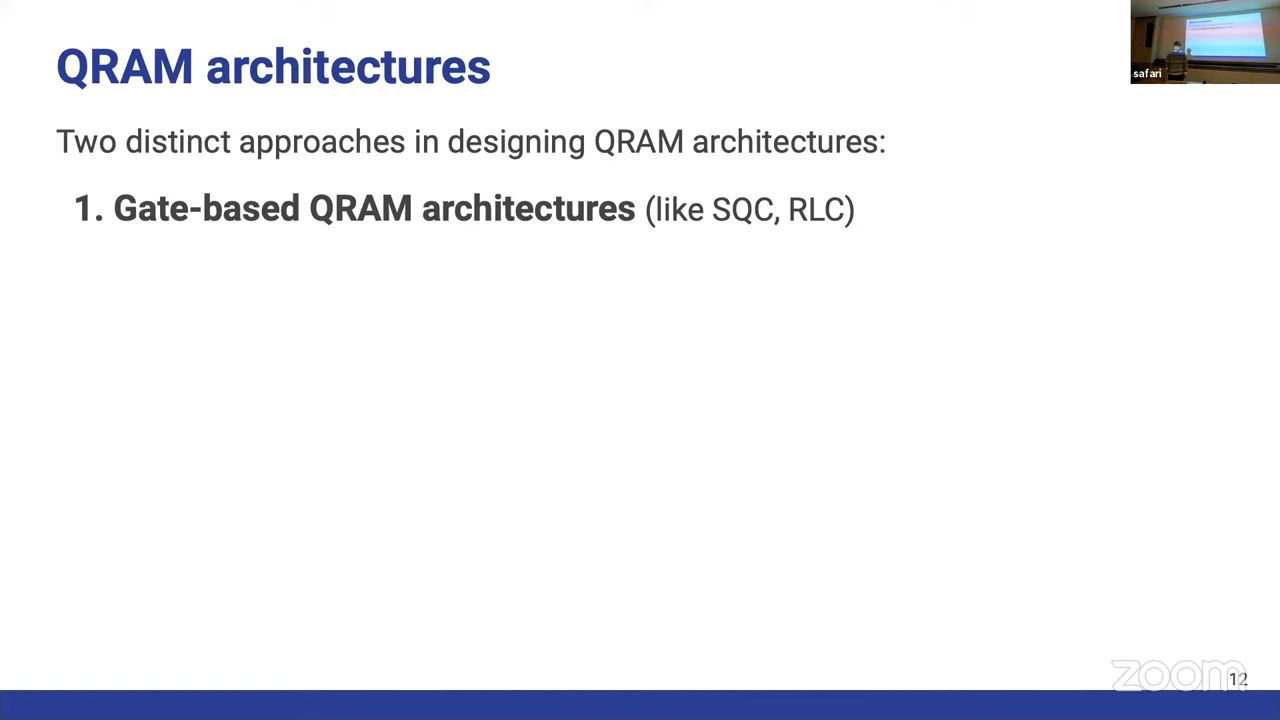 QRAM architectures
safari
Two distinct approaches in designing QRAM architectures:
1. Gate-based QRAM architectures (like SQC, RLC)
zoom
12